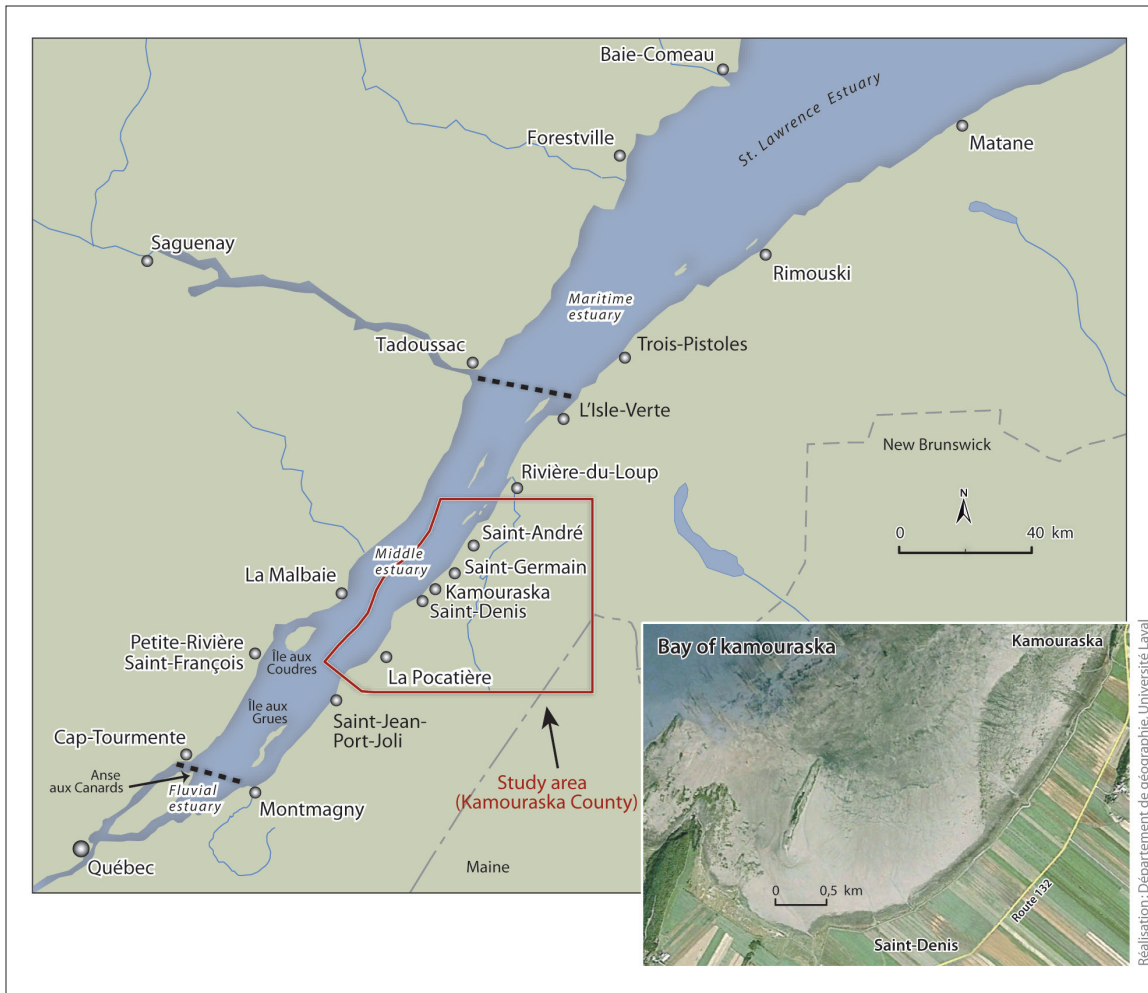 Baie-Comeau
St. Lawrence Estuary
Forestville
Matane
Saguenay
Rimouski
Maritime
estuary
Tadoussac
Trois-Pistoles
L'Isle-Verte
New Brunswick
Rivière-du-Loup
N
0 40 km
Saint-André
Middle
estuary
Saint-Germain
La Malbaie
Kamouraska
Saint-Denis
Petite-Rivière
Saint-François
Île aux
Coudres
La Pocatière
Île aux
Grues
Saint-Jean-
Port-Joli
Cap-Tourmente
Anse
aux Canards
Fluvial
estuary
Montmagny
Study area
(Kamouraska County)
Québec
Maine
Bay of kamouraska
Kamouraska
0 0,5 km
Route 132
Saint-Denis
Réalisation : Département de géographie, Université Laval